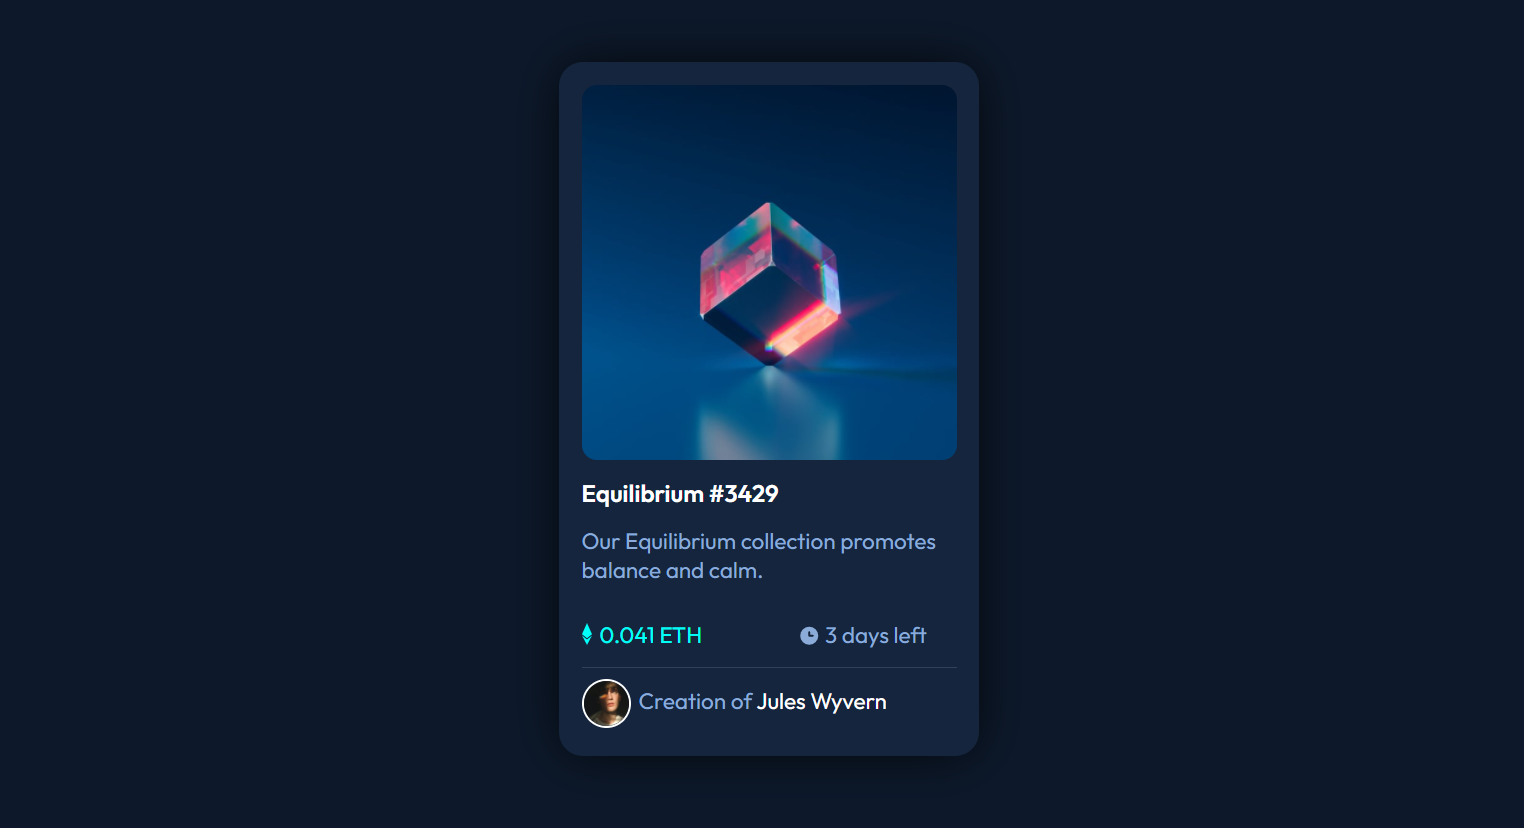 Equilibrium #3429
Our Equilibrium collection promotes
balance and calm.
0.041 ETH
3 days left
Creation of Jules Wyvern